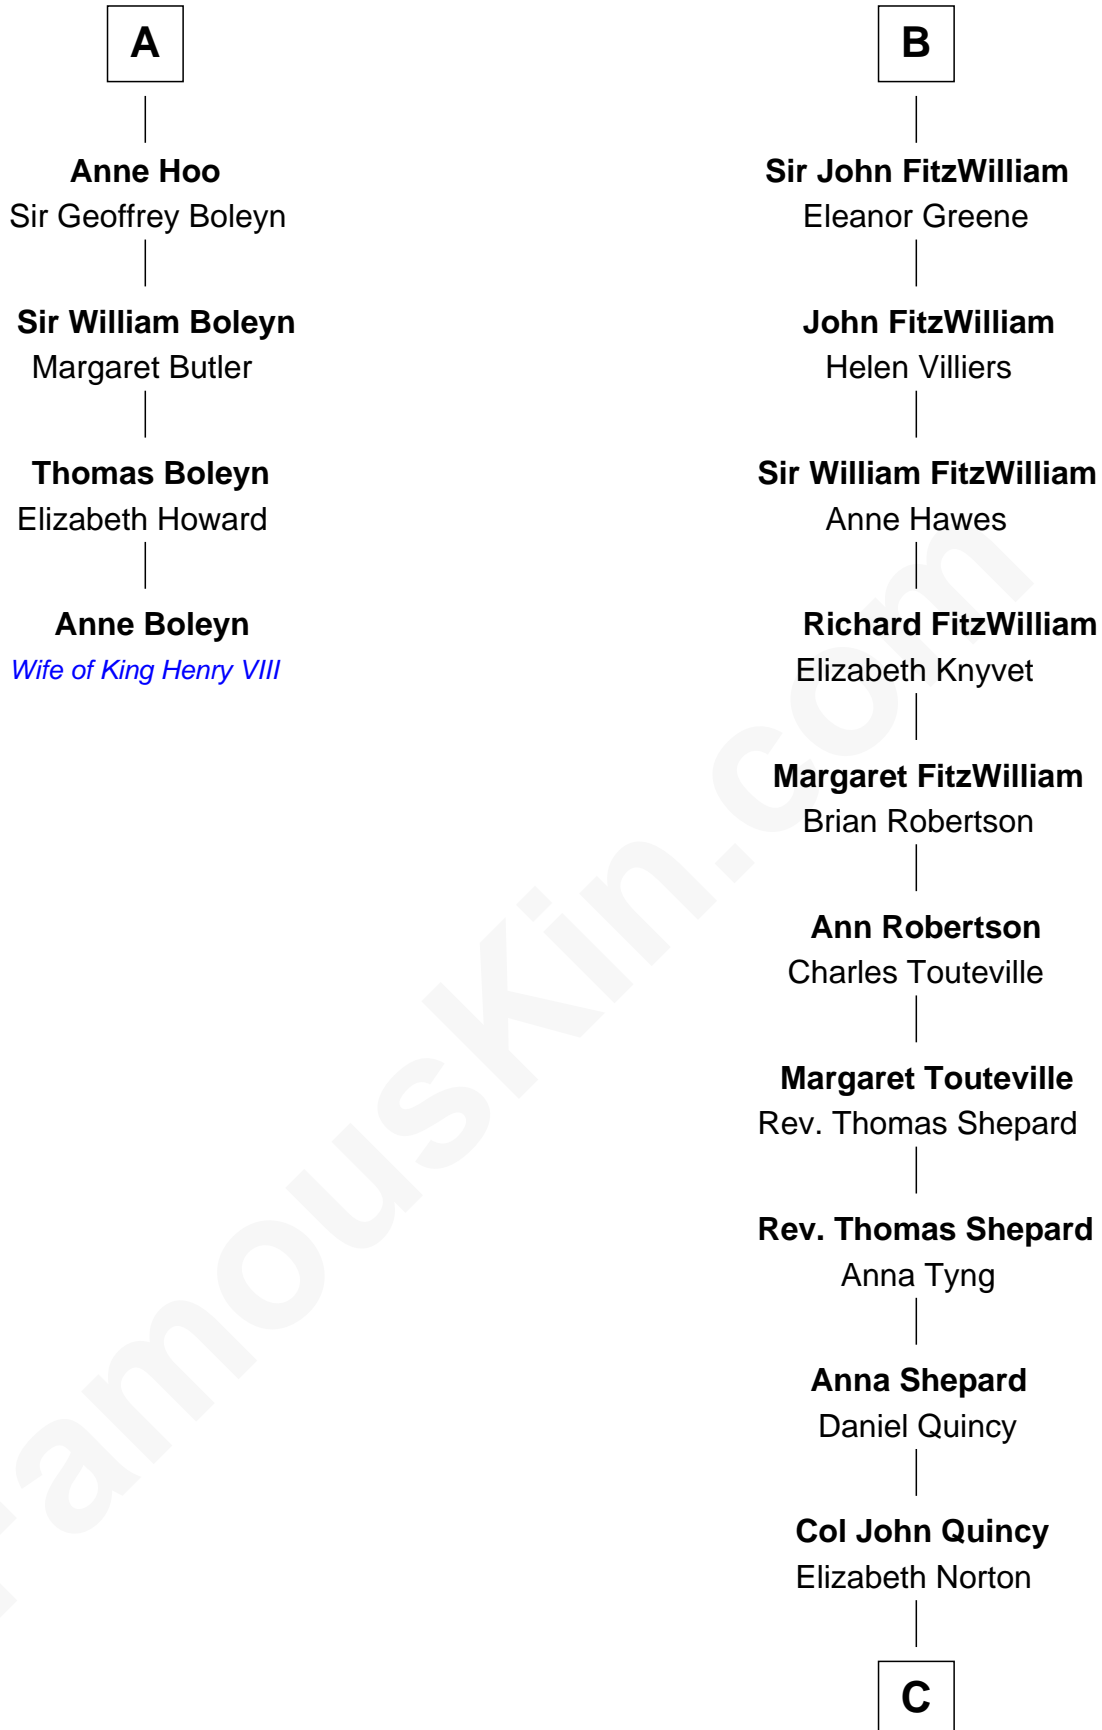 A
Anne Hoo
Sir Geoffrey Boleyn
Sir William Boleyn
Margaret Butler
Thomas Boleyn
Elizabeth Howard
Anne Boleyn
Wife of King Henry VIII
B
Sir John FitzWilliam
Eleanor Greene
John FitzWilliam
Helen Villiers
Sir William FitzWilliam
Anne Hawes
Richard FitzWilliam
Elizabeth Knyvet
Margaret FitzWilliam
Brian Robertson
Ann Robertson
Charles Touteville
Margaret Touteville
Rev. Thomas Shepard
Rev. Thomas Shepard
Anna Tyng
Anna Shepard
Daniel Quincy
Col John Quincy
Elizabeth Norton
C
FamousKin.com